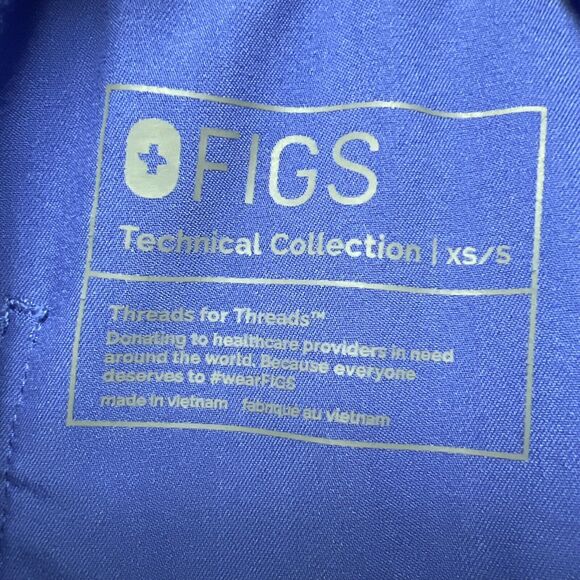 FIGS
Technical Collection | XS/S
Threads for Threads™
Donating to healthcare providers in need
around the world. Because everyone
deserves to #wearFIGS
made in vietnam fabriqué au vietnam